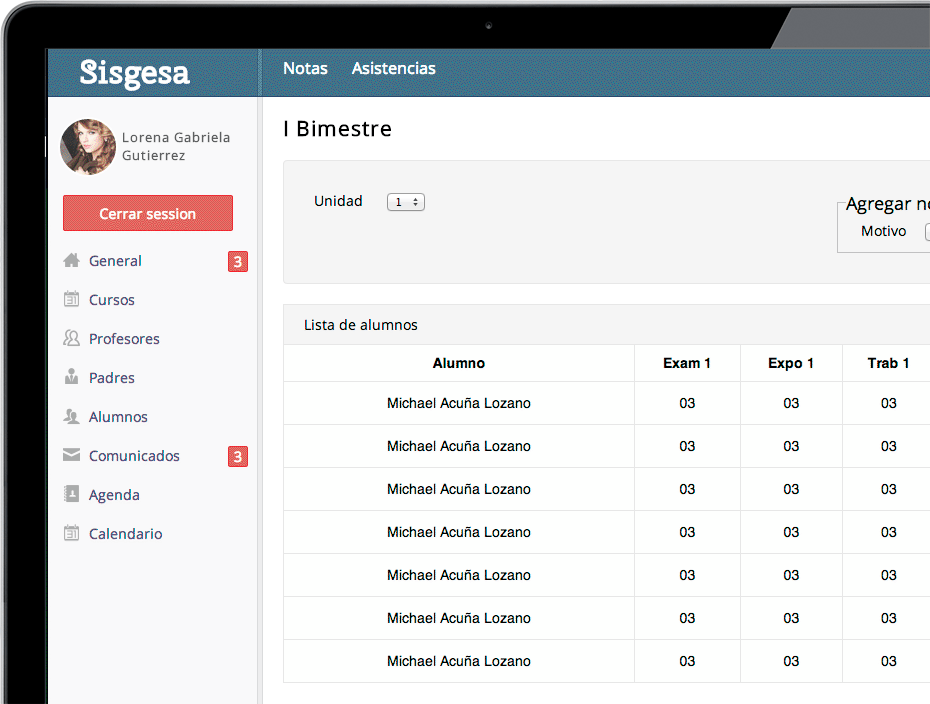 Sisgesa
Notas Asistencias
Lorena Gabriela
Gutierrez
Cerrar session
General 3
Cursos
Profesores
Padres
Alumnos
Comunicados 3
Agenda
Calendario
I Bimestre
Unidad 1
Agregar
Motivo
Lista de alumnos
Alumno Exam 1 Expo 1 Trab 1
Michael Acuña Lozano 03 03 03
Michael Acuña Lozano 03 03 03
Michael Acuña Lozano 03 03 03
Michael Acuña Lozano 03 03 03
Michael Acuña Lozano 03 03 03
Michael Acuña Lozano 03 03 03
Michael Acuña Lozano 03 03 03